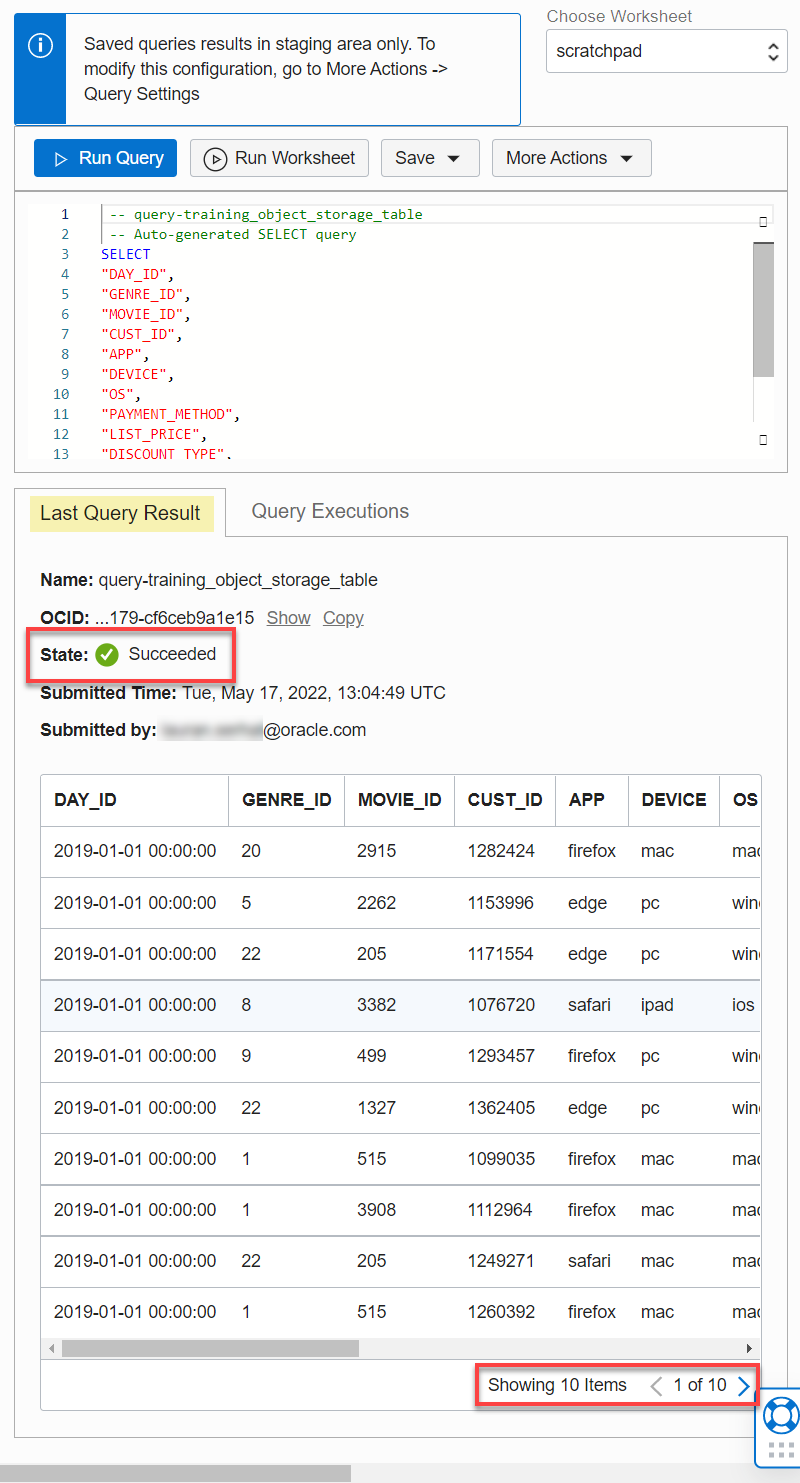 Saved queries results in staging area only. To
modify this configuration, go to More Actions ->
Query Settings
Choose Worksheet
scratchpad
Run Query Run Worksheet Save More Actions
1 -- query-training_object_storage_table
2 -- Auto-generated SELECT query
3 SELECT
4 "DAY_ID",
5 "GENRE_ID",
6 "MOVIE_ID",
7 "CUST_ID",
8 "APP",
9 "DEVICE",
10 "OS",
11 "PAYMENT_METHOD",
12 "LIST_PRICE",
13 "DISCOUNT_TYPE",
Last Query Result Query Executions
Name: query-training_object_storage_table
OCID: ...179-cf6ceb9a1e15 Show Copy
State: Succeeded
Submitted Time: Tue, May 17, 2022, 13:04:49 UTC
Submitted by: @oracle.com
DAY_ID GENRE_ID MOVIE_ID CUST_ID APP DEVICE OS
2019-01-01 00:00:00 20 2915 1282424 firefox mac mac
2019-01-01 00:00:00 5 2262 1153996 edge pc win
2019-01-01 00:00:00 22 205 1171554 edge pc win
2019-01-01 00:00:00 8 3382 1076720 safari ipad ios
2019-01-01 00:00:00 9 499 1293457 firefox pc win
2019-01-01 00:00:00 22 1327 1362405 edge pc win
2019-01-01 00:00:00 1 515 1099035 firefox mac mac
2019-01-01 00:00:00 1 3908 1112964 firefox mac mac
2019-01-01 00:00:00 22 205 1249271 safari mac mac
2019-01-01 00:00:00 1 515 1260392 firefox mac mac
Showing 10 Items 1 of 10